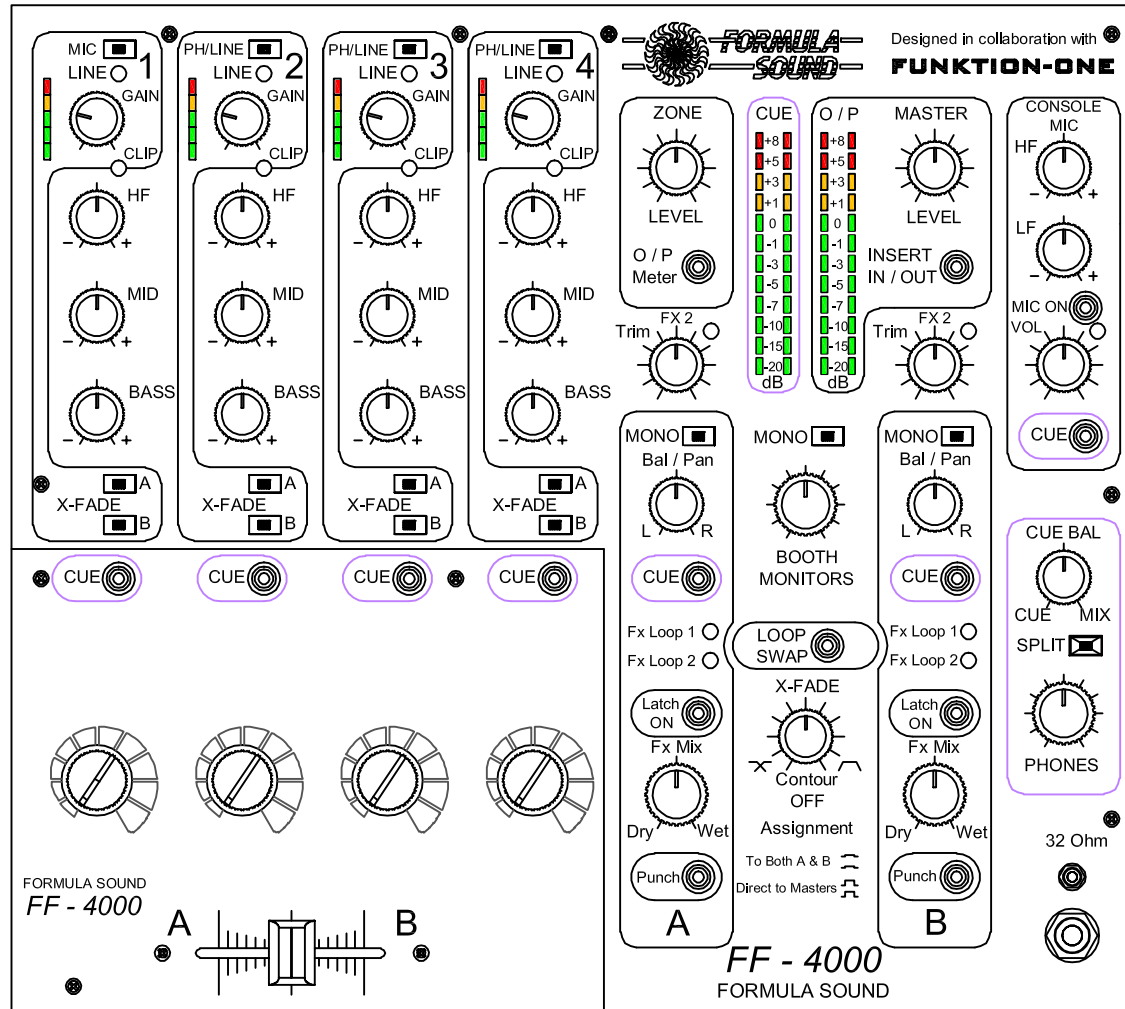 MIC
LINE
1
GAIN
CLIP
HF
- +
MID
- +
BASS
- +
A
X-FADE
B
PH/LINE
LINE
2
GAIN
CLIP
HF
- +
MID
- +
BASS
- +
A
X-FADE
B
PH/LINE
LINE
3
GAIN
CLIP
HF
- +
MID
- +
BASS
- +
A
X-FADE
B
PH/LINE
LINE
4
GAIN
CLIP
HF
- +
MID
- +
BASS
- +
A
X-FADE
B
CUE
CUE
CUE
CUE
FORMULA SOUND
FF - 4000
A B
FORMULA
SOUND
Designed in collaboration with
FUNKTION-ONE
ZONE
LEVEL
O / P
Meter
CUE
+8
+5
+3
+1
0
-1
-3
-5
-7
-10
-15
-20
dB
O / P
+8
+5
+3
+1
0
-1
-3
-5
-7
-10
-15
-20
dB
MASTER
LEVEL
INSERT
IN / OUT
FX 2
Trim
FX 2
Trim
CONSOLE
MIC
HF
- +
LF
- +
MIC ON
VOL
CUE
MONO
Bal / Pan
L R
CUE
Fx Loop 1
Fx Loop 2
Latch
ON
Fx Mix
Dry Wet
Punch
A
MONO
BOOTH
MONITORS
LOOP
SWAP
X-FADE
Contour
OFF
Assignment
To Both A & B
Direct to Masters
MONO
Bal / Pan
L R
CUE
Fx Loop 1
Fx Loop 2
Latch
ON
Fx Mix
Dry Wet
Punch
B
CUE BAL
CUE MIX
SPLIT
PHONES
32 Ohm
FF - 4000
FORMULA SOUND